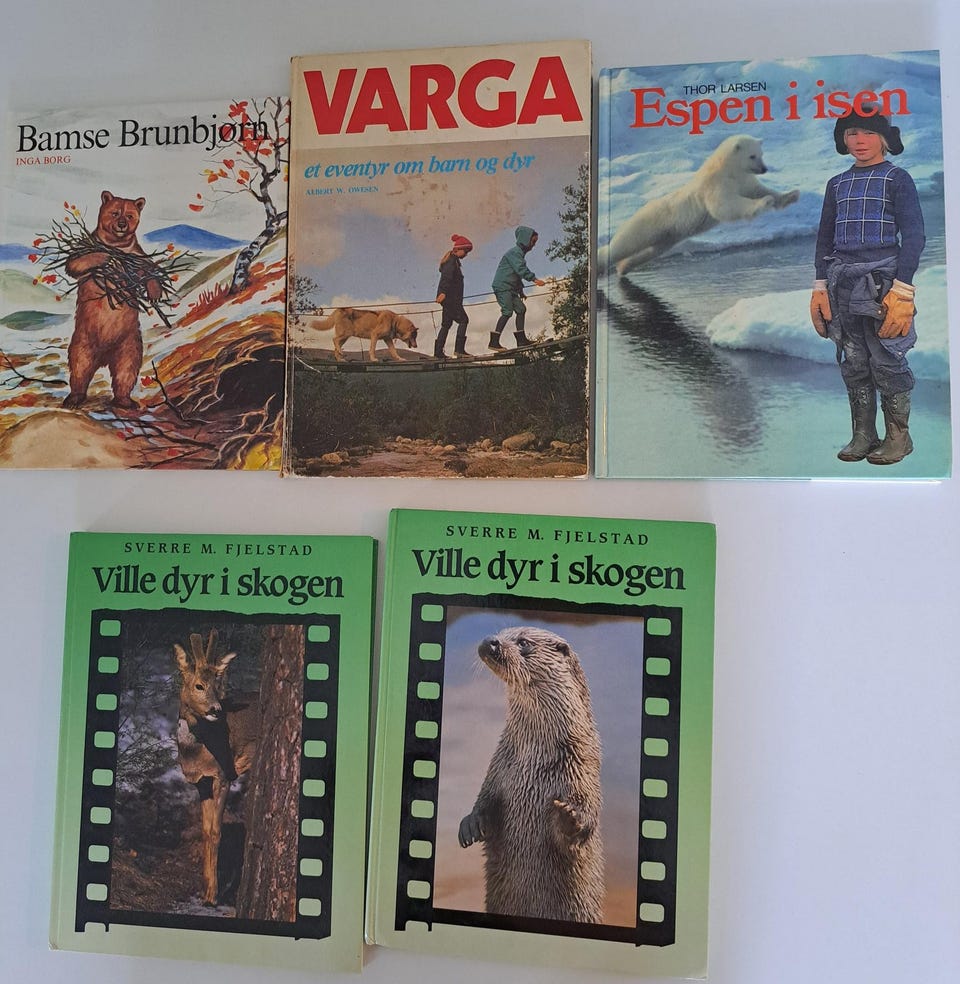 Bamse Brunbjørn
INGA BORG
VARGA
et eventyr om barn og dyr
ALBERT W. OWESEN
THOR LARSEN
Espen i isen
SVERRE M. FJELSTAD
Ville dyr i skogen
SVERRE M. FJELSTAD
Ville dyr i skogen